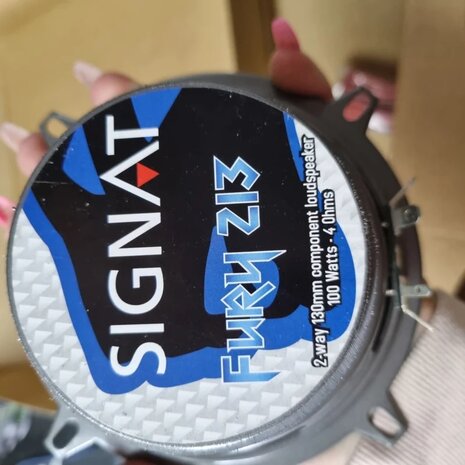 SIGNAT
FURY 213
2-way 130mm component loudspeaker
100 Watts - 4 Ohms